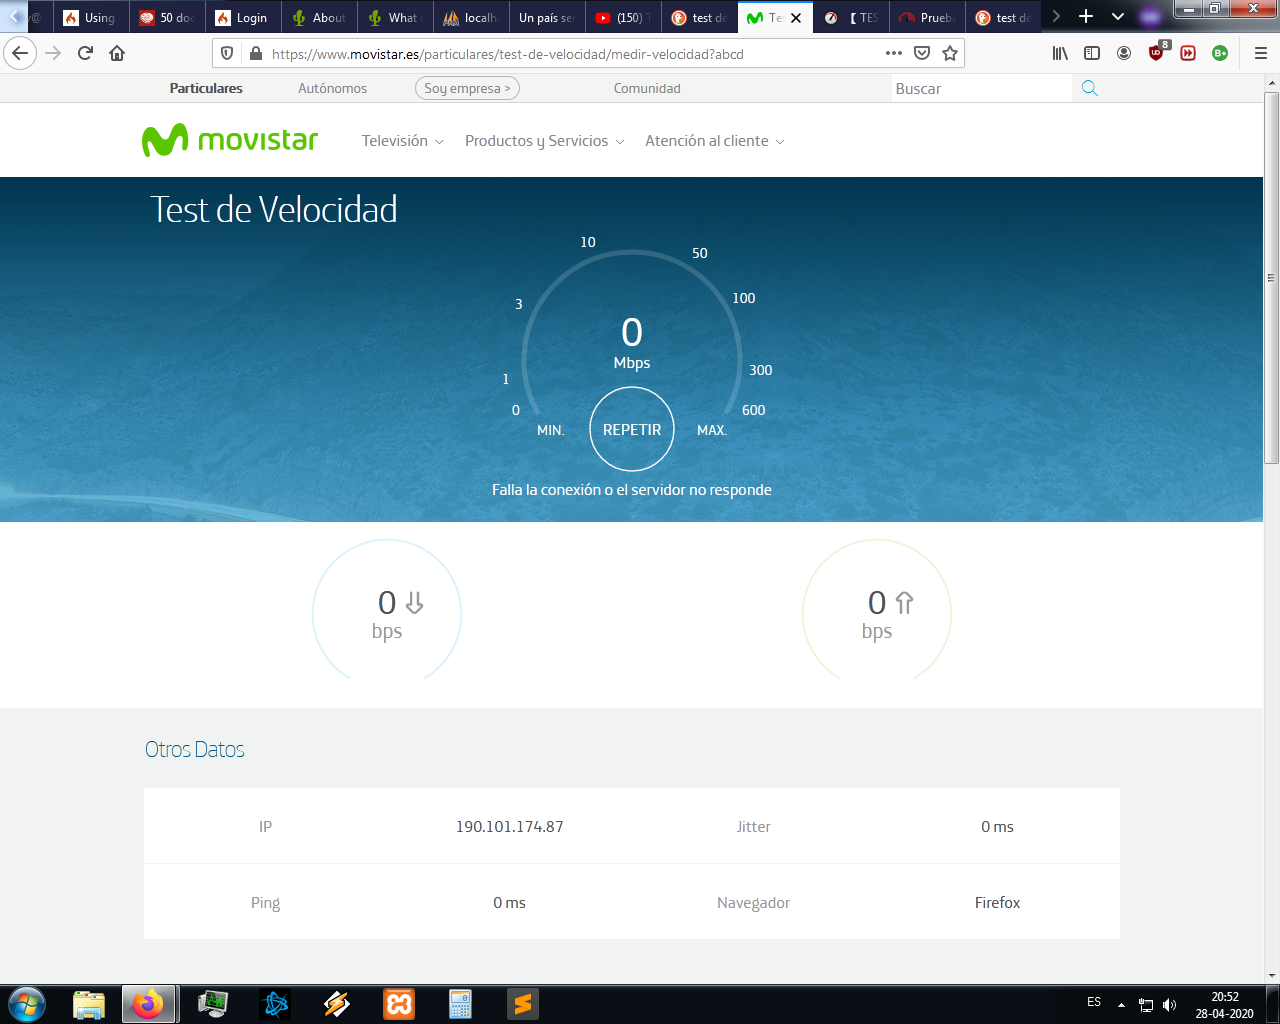 Using
50 doc
Login
About
What i
localh
Un país se
(150) T
test de
Te
[ TES
Prueba
test de
https://www.movistar.es/particulares/test-de-velocidad/medir-velocidad?abcd
8
Particulares
Autónomos
Soy empresa >
Comunidad
Buscar
movistar
Televisión
Productos y Servicios
Atención al cliente
Test de Velocidad
10
50
3
100
0
Mbps
1
300
0
600
MIN.
REPETIR
MAX.
Falla la conexión o el servidor no responde
0
bps
0
bps
Otros Datos
IP
190.101.174.87
Jitter
0 ms
Ping
0 ms
Navegador
Firefox
ES
20:52
28-04-2020